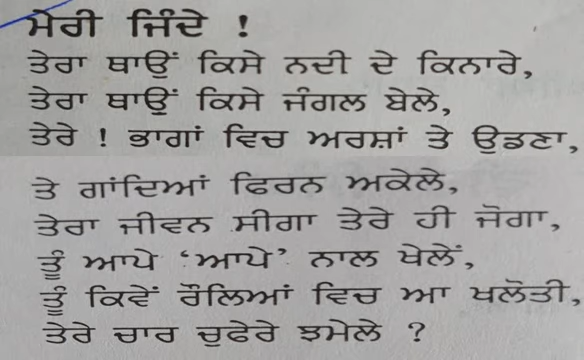 ਮੇਰੀ ਜਿੰਦੇ !
ਤੇਰਾ ਥਾਉਂ ਕਿਸੇ ਨਦੀ ਦੇ ਕਿਨਾਰੇ,
ਤੇਰਾ ਥਾਉਂ ਕਿਸੇ ਜੰਗਲ ਬੇਲੇ,
ਤੇਰੇ ! ਭਾਗਾਂ ਵਿਚ ਅਰਸ਼ਾਂ ਤੇ ਉਡਣਾ,
ਤੇ ਗਾਂਦਿਆਂ ਫਿਰਨ ਅਕੇਲੇ,
ਤੇਰਾ ਜੀਵਨ ਸੀਗਾ ਤੇਰੇ ਹੀ ਜੋਗਾ,
ਤੂੰ ਆਪੇ 'ਆਪੇ' ਨਾਲ ਖੇਲੇਂ,
ਤੂੰ ਕਿਵੇਂ ਰੌਲਿਆਂ ਵਿਚ ਆ ਖਲੋਤੀ,
ਤੇਰੇ ਚਾਰ ਚੁਫੇਰੇ ਝਮੇਲੇ ?